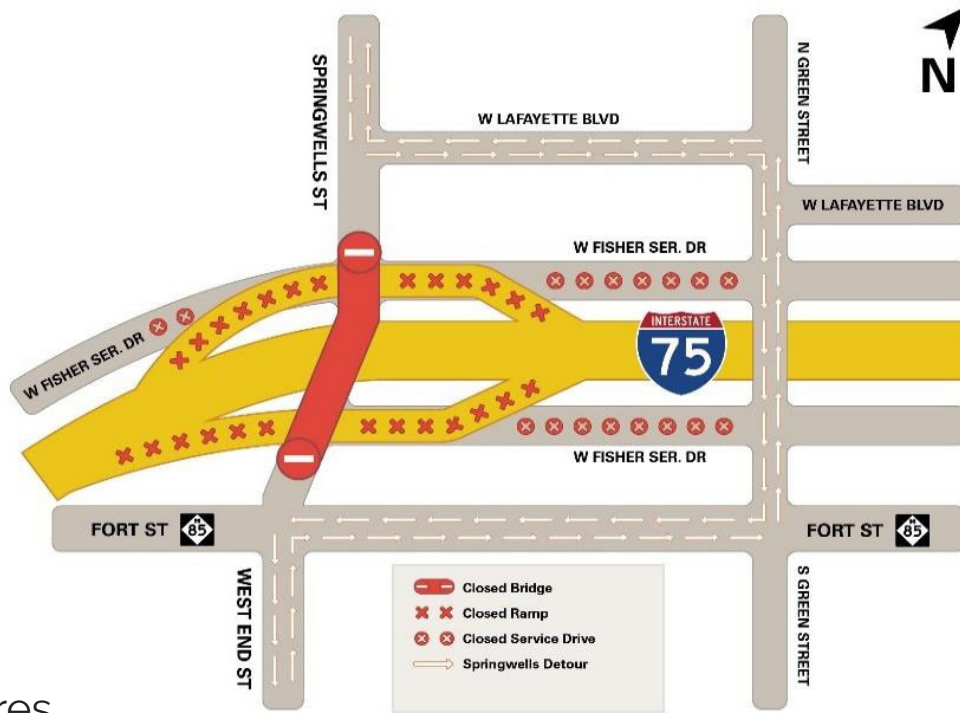 SPRINGWELLS ST
N GREEN STREET
N
W LAFAYETTE BLVD
W LAFAYETTE BLVD
W FISHER SER. DR
INTERSTATE
75
W FISHER SER. DR
W FISHER SER. DR
FORT ST M 85
FORT ST M 85
WEST END ST
S GREEN STREET
Closed Bridge
Closed Ramp
Closed Service Drive
Springwells Detour